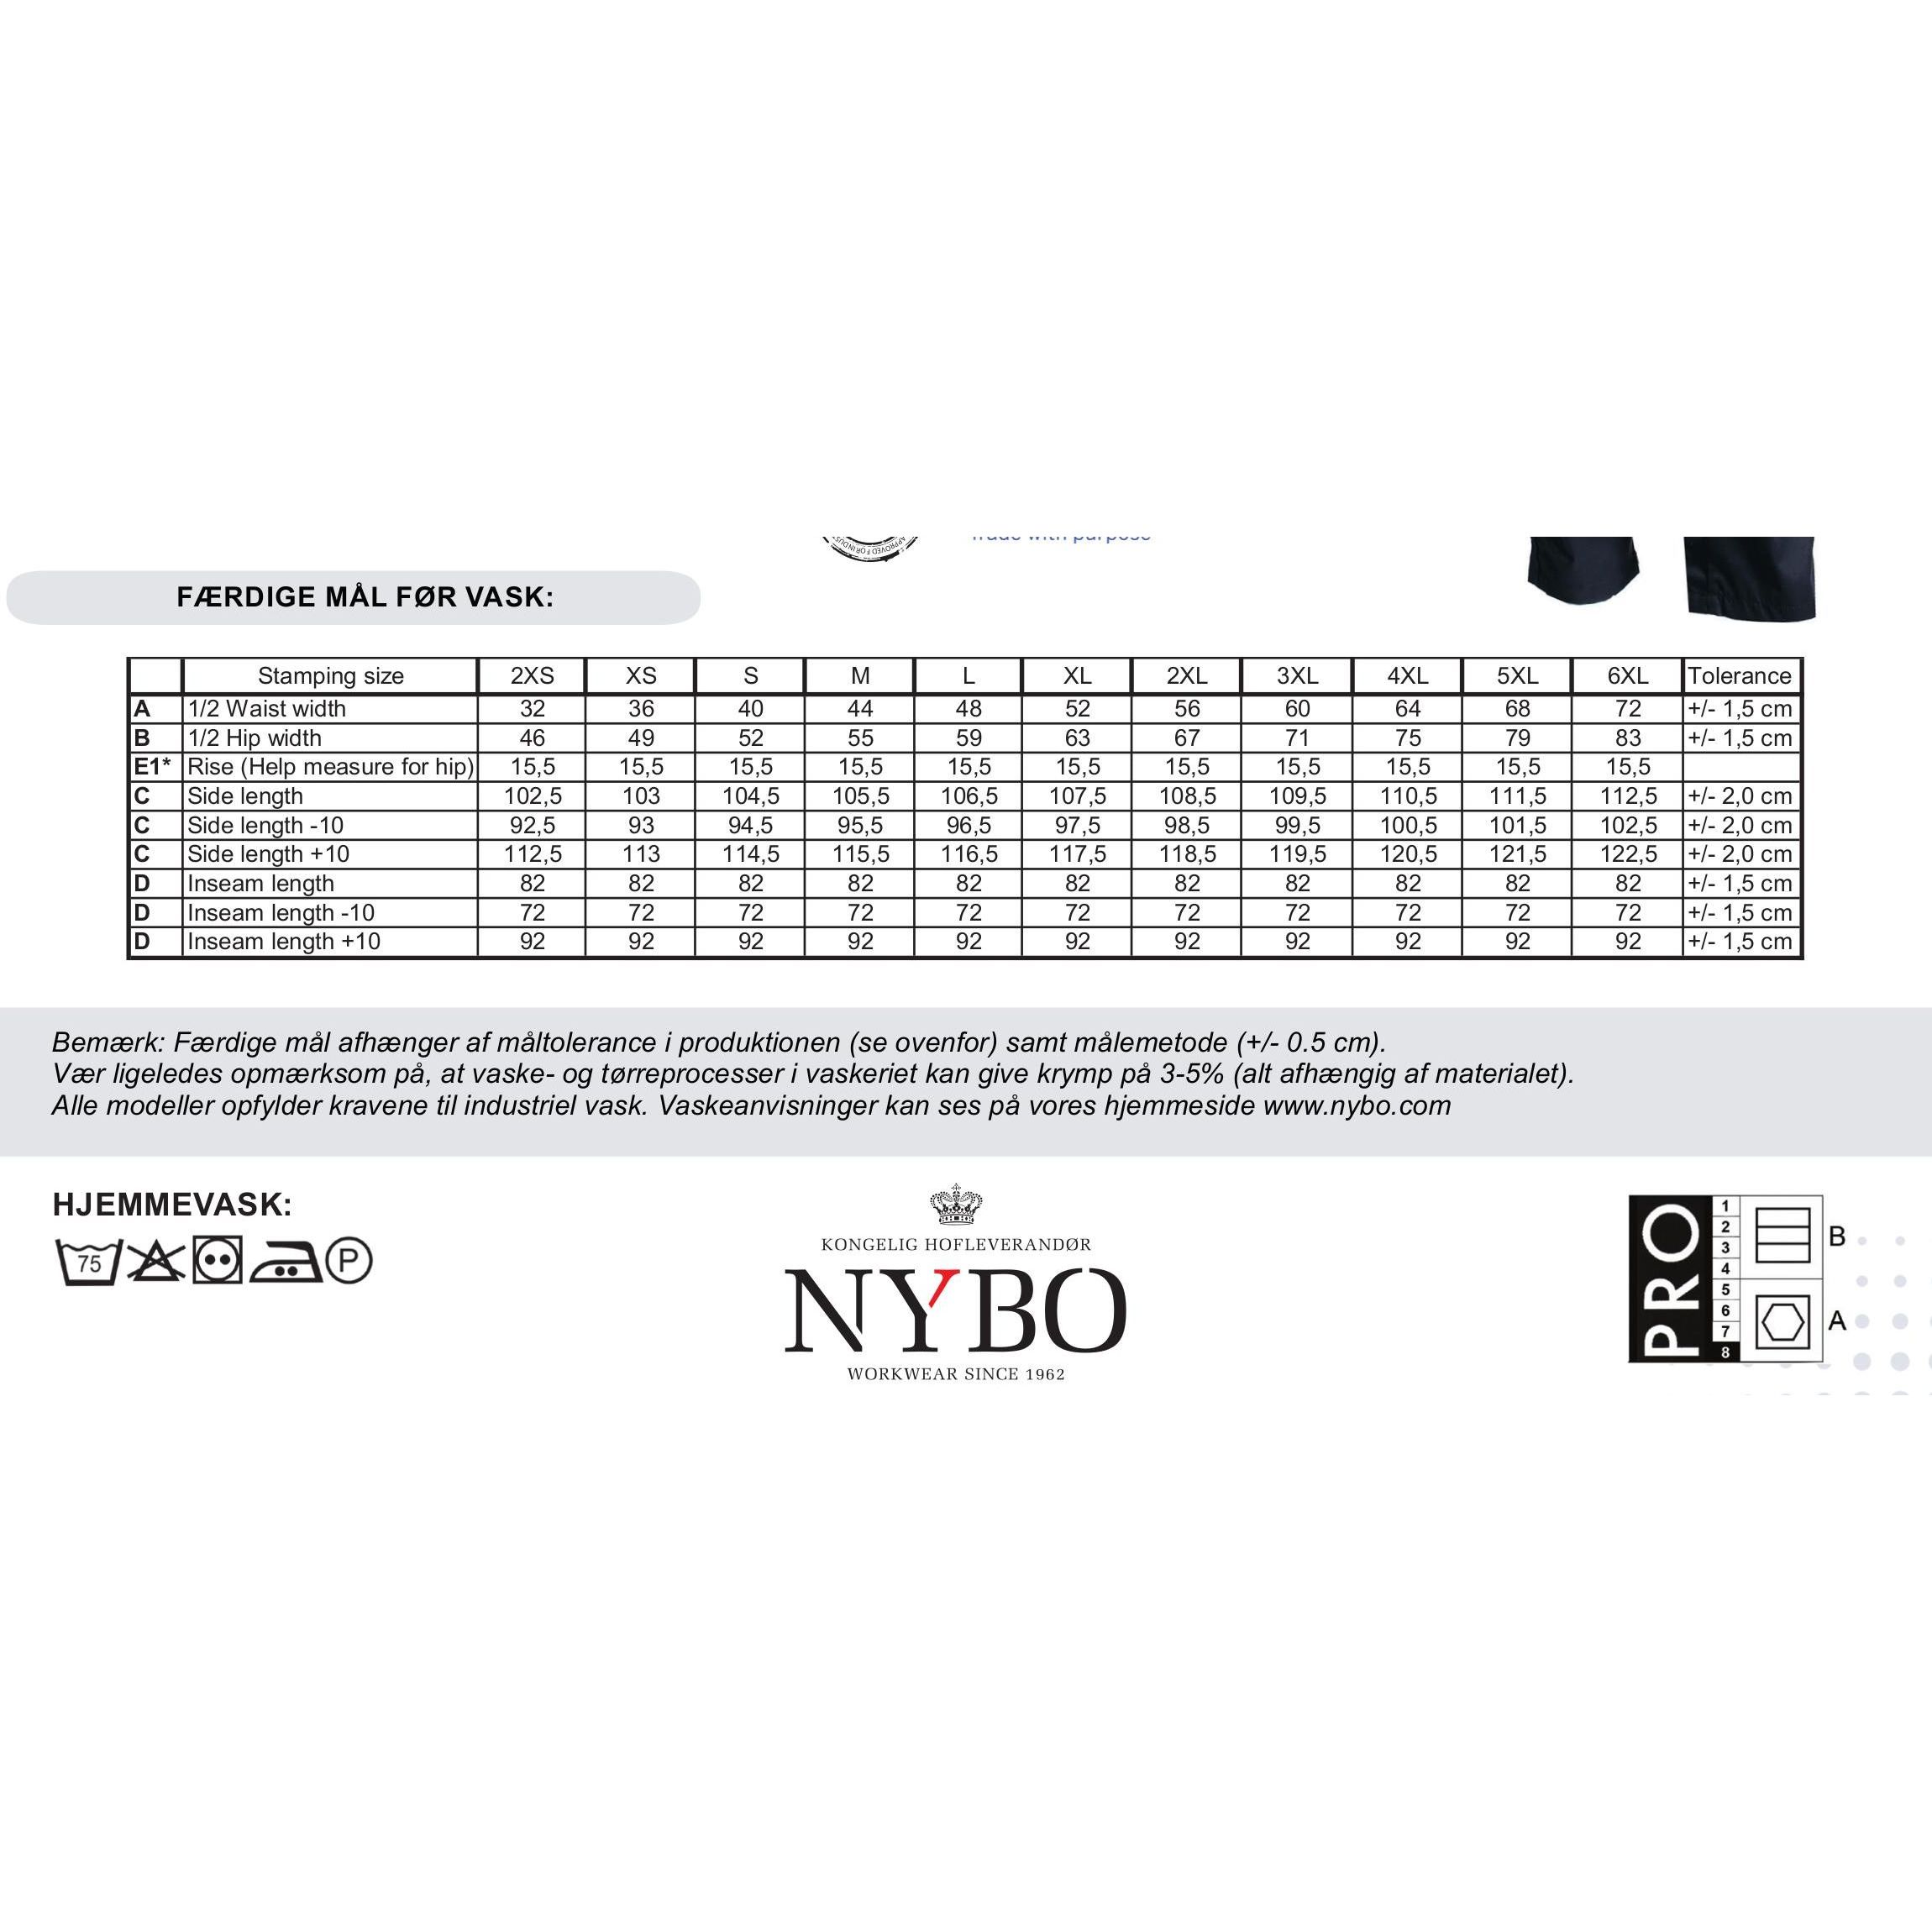 APPROVED FOR INDUS
Trade with purpose
FÆRDIGE MÅL FØR VASK:
Stamping size 2XS XS S M L XL 2XL 3XL 4XL 5XL 6XL Tolerance
A 1/2 Waist width 32 36 40 44 48 52 56 60 64 68 72 +/- 1,5 cm
B 1/2 Hip width 46 49 52 55 59 63 67 71 75 79 83 +/- 1,5 cm
E1* Rise (Help measure for hip) 15,5 15,5 15,5 15,5 15,5 15,5 15,5 15,5 15,5 15,5 15,5
C Side length 102,5 103 104,5 105,5 106,5 107,5 108,5 109,5 110,5 111,5 112,5 +/- 2,0 cm
C Side length -10 92,5 93 94,5 95,5 96,5 97,5 98,5 99,5 100,5 101,5 102,5 +/- 2,0 cm
C Side length +10 112,5 113 114,5 115,5 116,5 117,5 118,5 119,5 120,5 121,5 122,5 +/- 2,0 cm
D Inseam length 82 82 82 82 82 82 82 82 82 82 82 +/- 1,5 cm
D Inseam length -10 72 72 72 72 72 72 72 72 72 72 72 +/- 1,5 cm
D Inseam length +10 92 92 92 92 92 92 92 92 92 92 92 +/- 1,5 cm
Bemærk: Færdige mål afhænger af måltolerance i produktionen (se ovenfor) samt målemetode (+/- 0.5 cm).
Vær ligeledes opmærksom på, at vaske- og tørreprocesser i vaskeriet kan give krymp på 3-5% (alt afhængig af materialet).
Alle modeller opfylder kravene til industriel vask. Vaskeanvisninger kan ses på vores hjemmeside www.nybo.com
HJEMMEVASK:
75 P
KONGELIG HOFLEVERANDØR
NYBO
WORKWEAR SINCE 1962
PRO
1
2
3
4
5
6
7
8
B
A